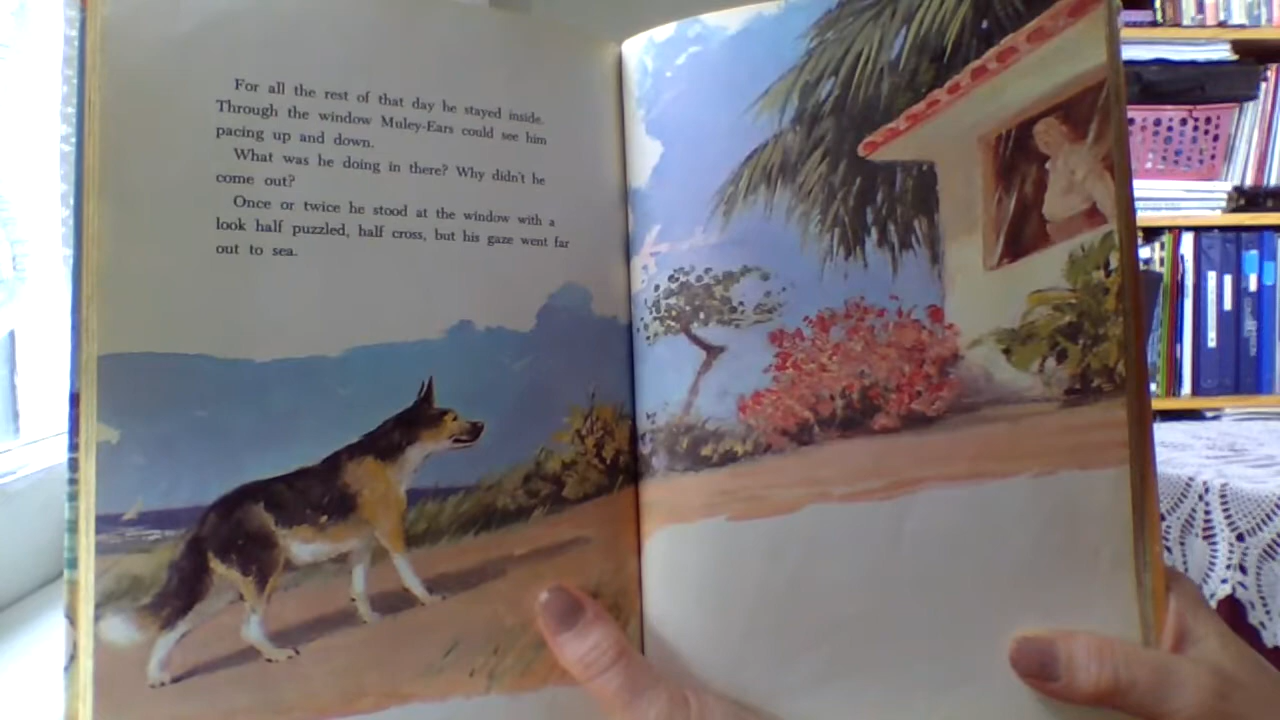 For all the rest of that day he stayed inside.
Through the window Muley-Ears could see him
pacing up and down.
What was he doing in there? Why didn't he
come out?
Once or twice he stood at the window with a
look half puzzled, half cross, but his gaze went far
out to sea.